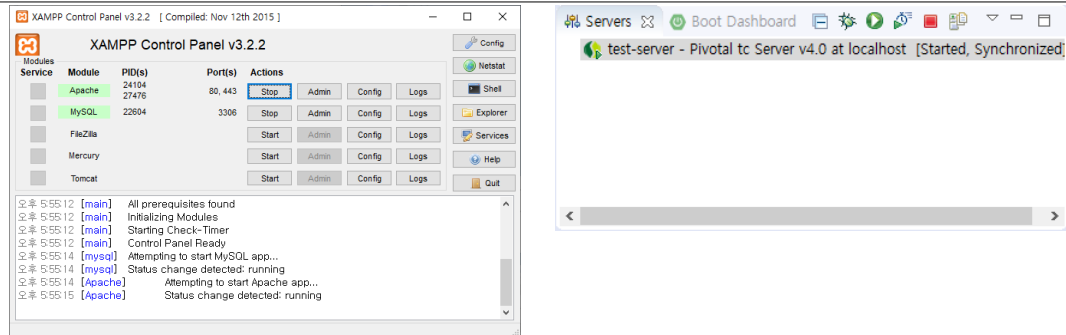 XAMPP Control Panel v3.2.2 [ Compiled: Nov 12th 2015 ]
XAMPP Control Panel v3.2.2
Config
Modules
Service Module PID(s) Port(s) Actions
Netstat
Apache 24104 27476 80, 443 Stop Admin Config Logs
Shell
MySQL 22604 3306 Stop Admin Config Logs
Explorer
FileZilla Start Admin Config Logs
Services
Mercury Start Admin Config Logs
Help
Tomcat Start Admin Config Logs
Quit
오후 5:55:12 [main] All prerequisites found
오후 5:55:12 [main] Initializing Modules
오후 5:55:12 [main] Starting Check-Timer
오후 5:55:12 [main] Control Panel Ready
오후 5:55:14 [mysql] Attempting to start MySQL app...
오후 5:55:14 [mysql] Status change detected: running
오후 5:55:14 [Apache] Attempting to start Apache app...
오후 5:55:15 [Apache] Status change detected: running
Servers Boot Dashboard
test-server - Pivotal tc Server v4.0 at localhost [Started, Synchronized]